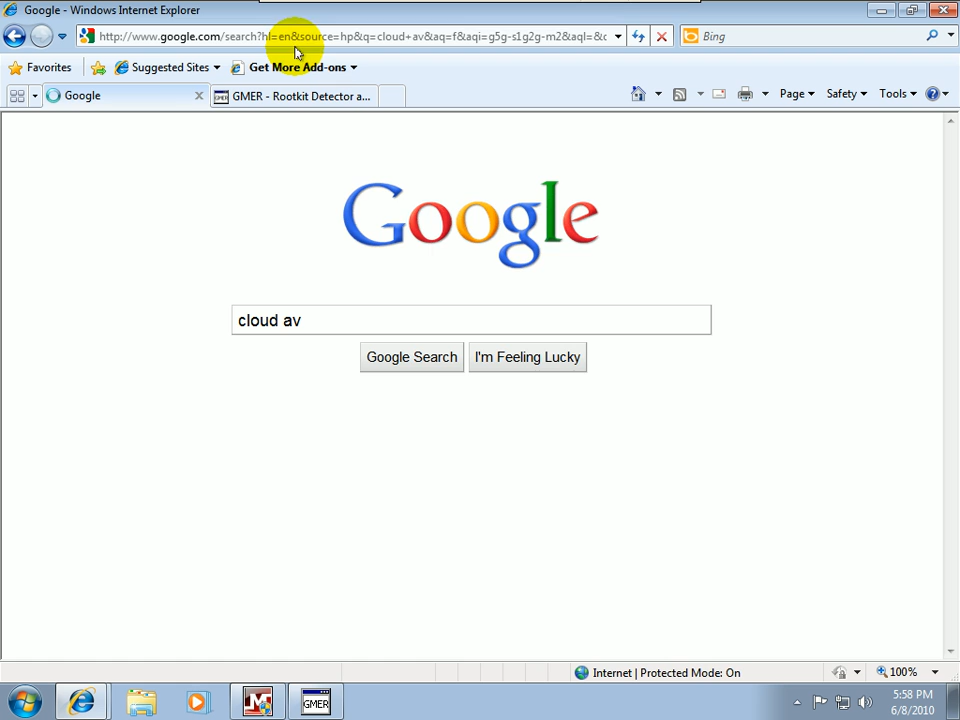 Google - Windows Internet Explorer
http://www.google.com/search?hl=en&source=hp&q=cloud+av&aq=f&aqi=g5g-s1g2g-m2&aql=&c
Bing
Favorites
Suggested Sites
Get More Add-ons
Google
GMER - Rootkit Detector a...
Page
Safety
Tools
Google
cloud av
Google Search
I'm Feeling Lucky
Internet | Protected Mode: On
100%
GMER
5:58 PM
6/8/2010